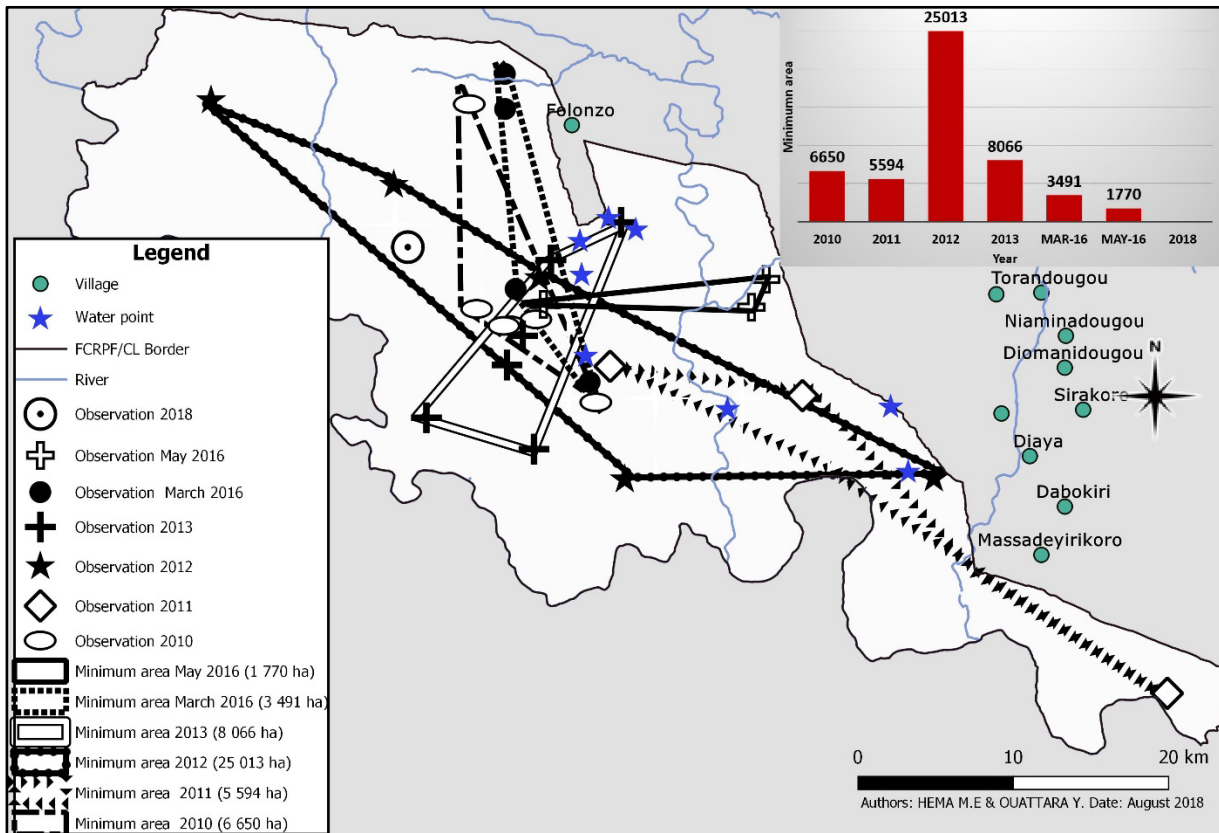 Folonzo
25013
Minimumn area
6650
5594
8066
3491
1770
2010
2011
2012
2013
MAR-16
MAY-16
2018
Year
Torandougou
Niaminadougou
Diomanidougou
Sirakoro
Diaya
Dabokiri
Massadeyirikoro
N
Legend
Village
Water point
FCRPF/CL Border
River
Observation 2018
Observation May 2016
Observation March 2016
Observation 2013
Observation 2012
Observation 2011
Observation 2010
Minimum area May 2016 (1 770 ha)
Minimum area March 2016 (3 491 ha)
Minimum area 2013 (8 066 ha)
Minimum area 2012 (25 013 ha)
Minimum area 2011 (5 594 ha)
Minimum area 2010 (6 650 ha)
0 10 20 km
Authors: HEMA M.E & OUATTARA Y. Date: August 2018